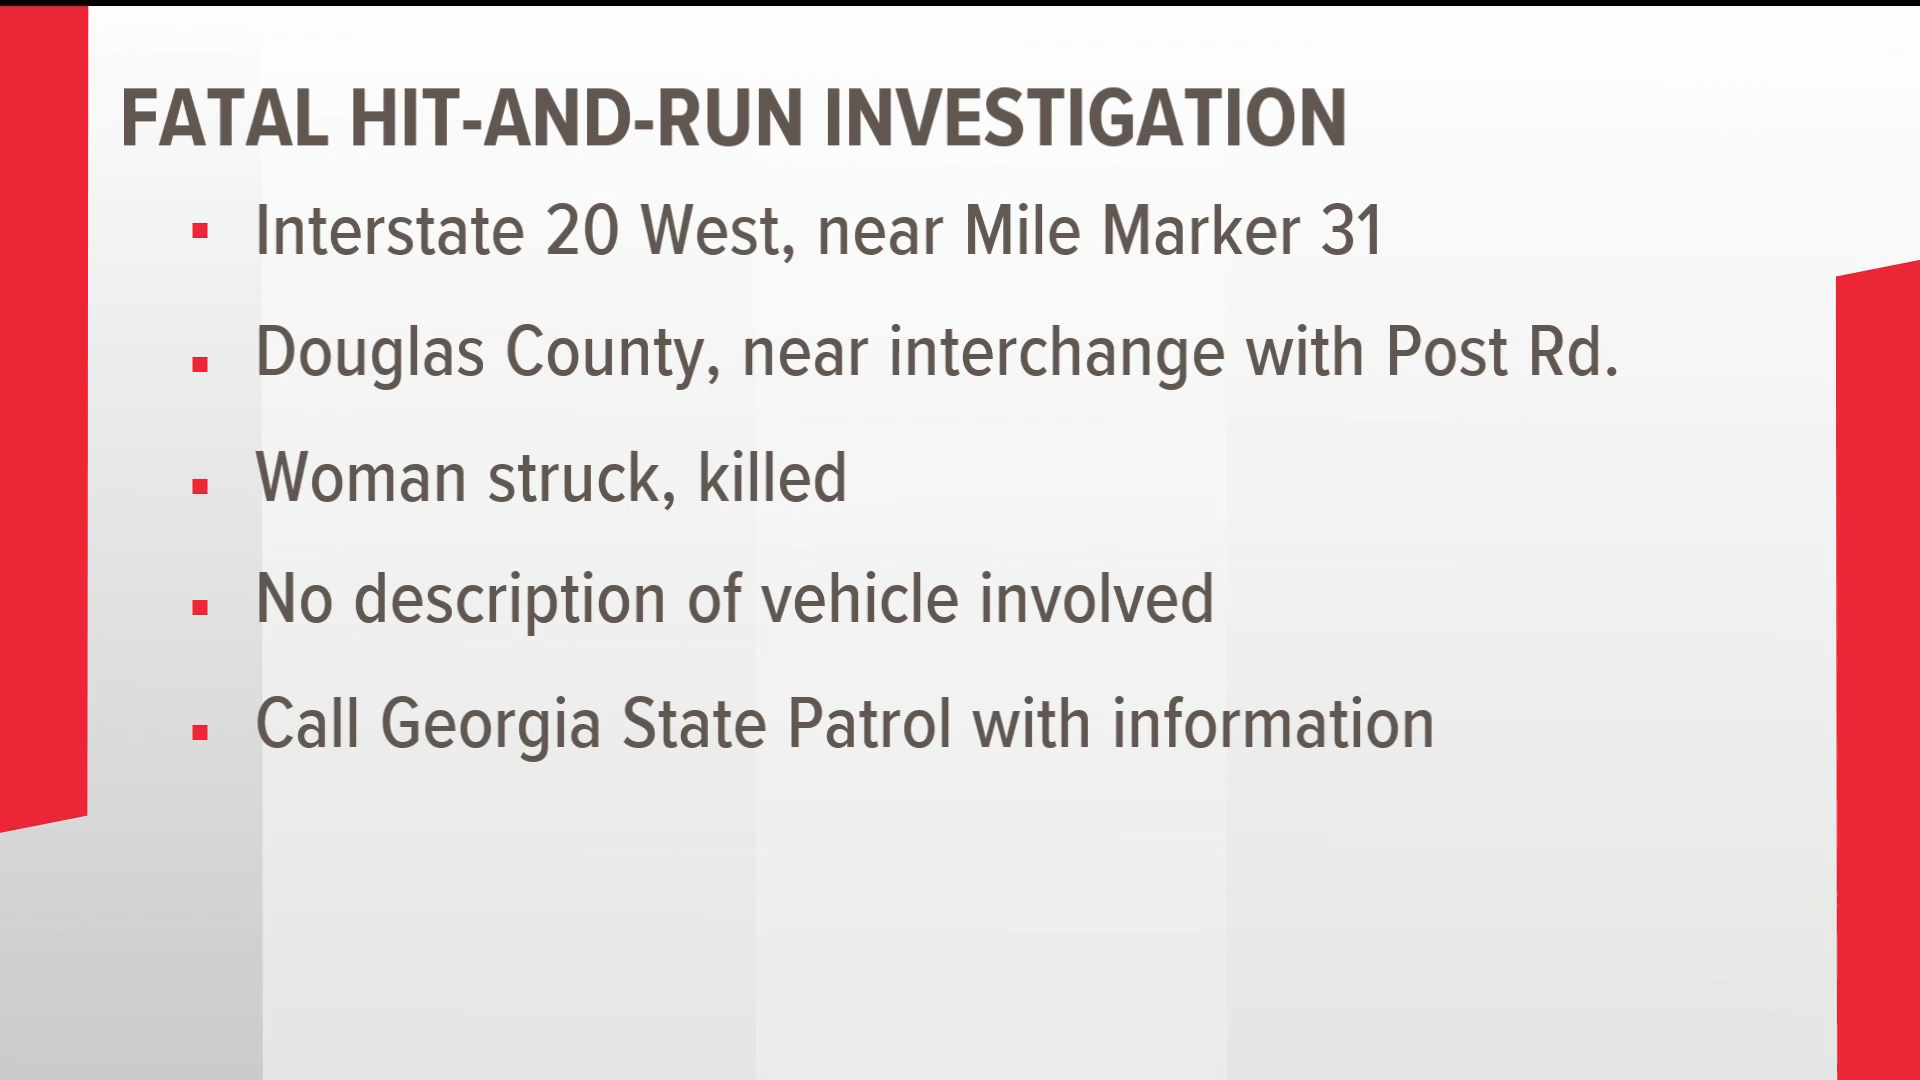 FATAL HIT-AND-RUN INVESTIGATION
Interstate 20 West, near Mile Marker 31
Douglas County, near interchange with Post Rd.
Woman struck, killed
No description of vehicle involved
Call Georgia State Patrol with information